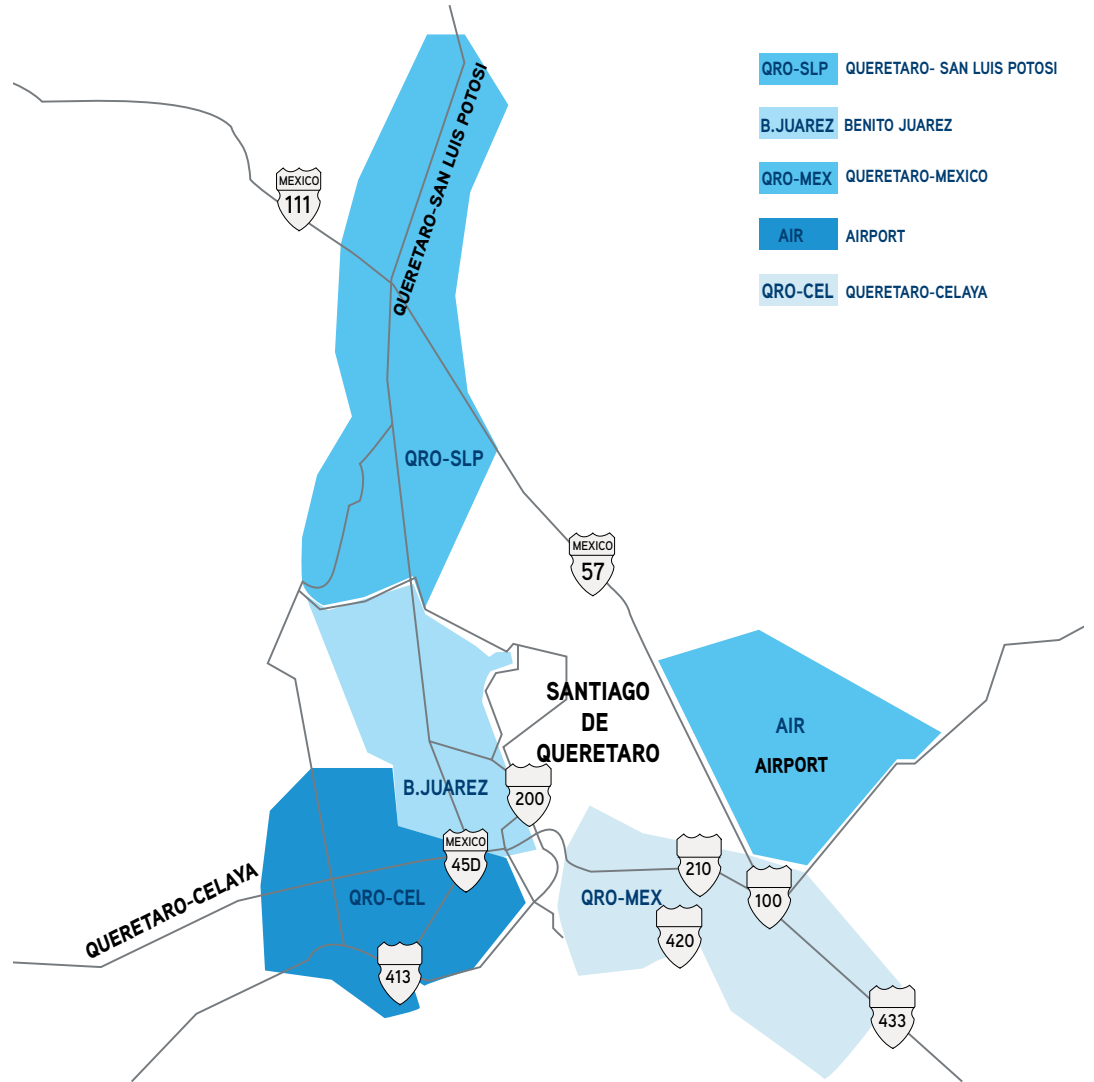 QRO-SLP QUERETARO- SAN LUIS POTOSI
B.JUAREZ BENITO JUAREZ
QRO-MEX QUERETARO-MEXICO
AIR AIRPORT
QRO-CEL QUERETARO-CELAYA
QUERETARO-SAN LUIS POTOSI
MEXICO
111
QRO-SLP
MEXICO
57
SANTIAGO
DE
QUERETARO
AIR
AIRPORT
B.JUAREZ
200
MEXICO
45D
210
QUERETARO-CELAYA
QRO-CEL
QRO-MEX
100
420
413
433